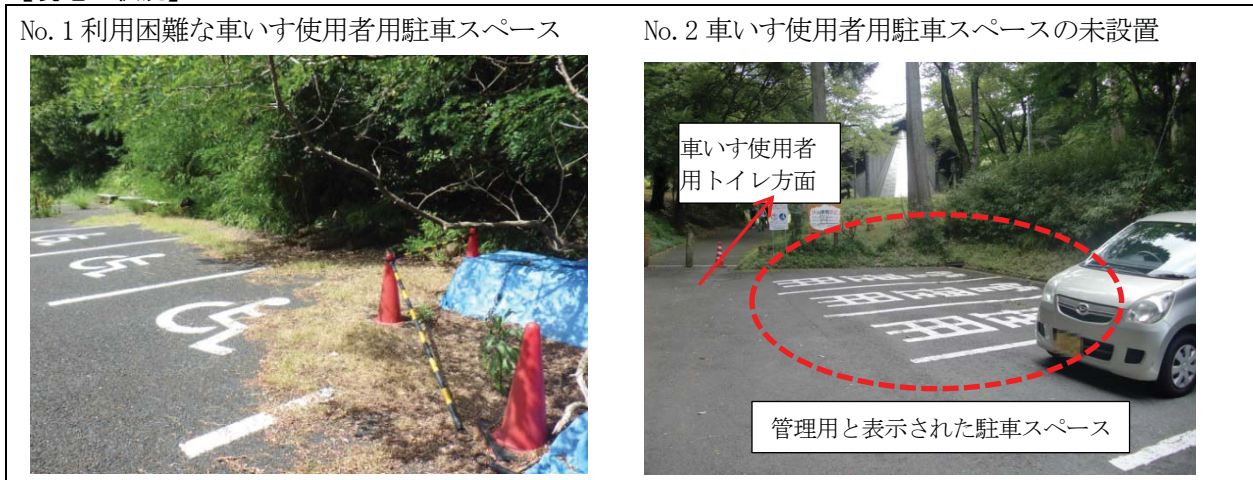 No.1 利用困難な車いす使用者用駐車スペース
No.2 車いす使用者用駐車スペースの未設置
車いす使用者
用トイレ方面
管理用と表示された駐車スペース